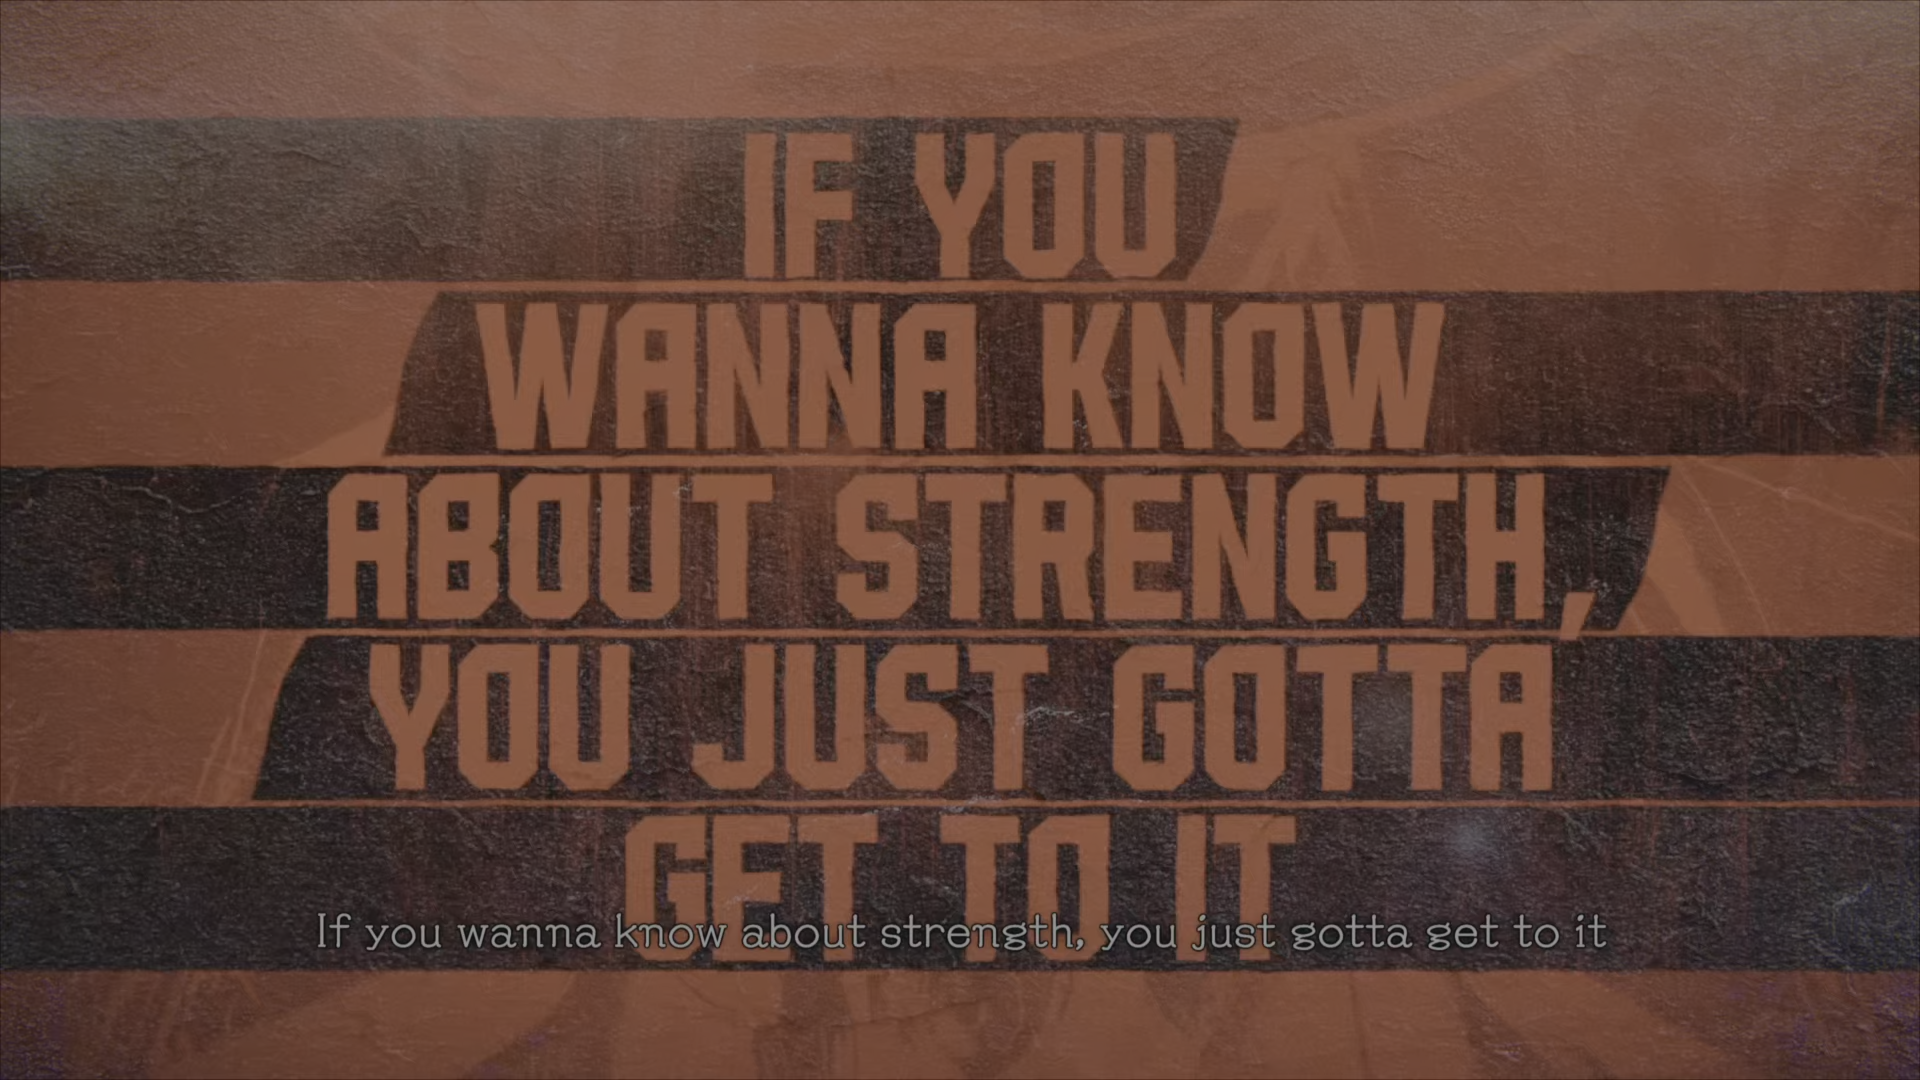 IF YOU
WANNA KNOW
ABOUT STRENGTH,
YOU JUST GOTTA
GET TO IT
If you wanna know about strength, you just gotta get to it